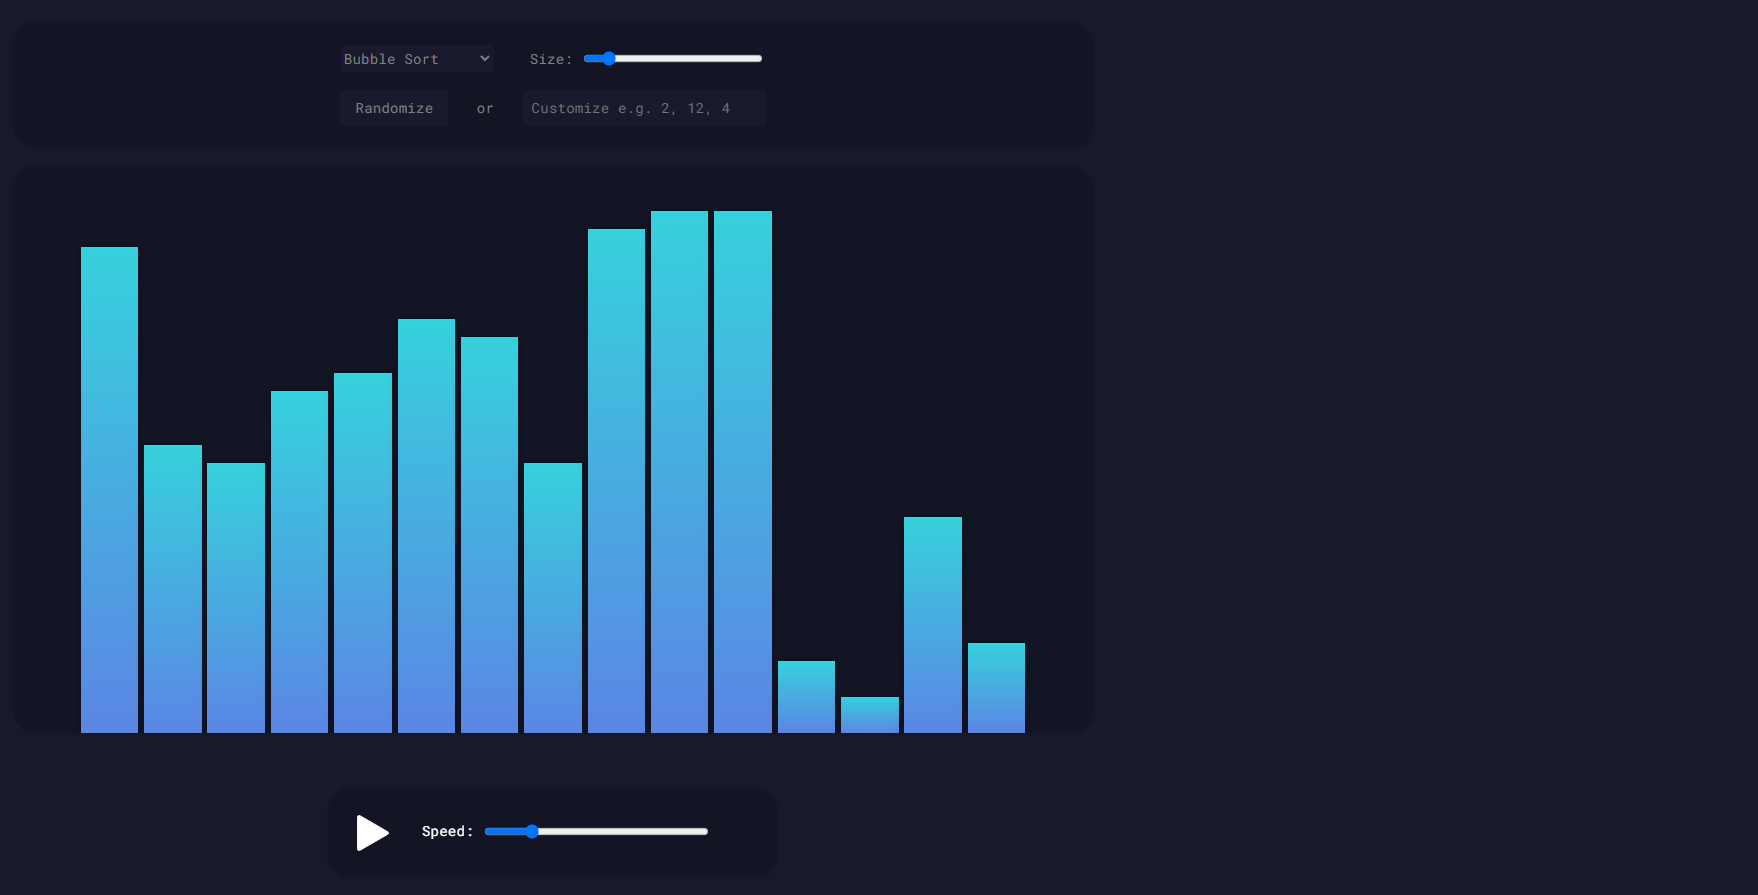 Bubble Sort Size:
Randomize or Customize e.g. 2, 12, 4
Speed: